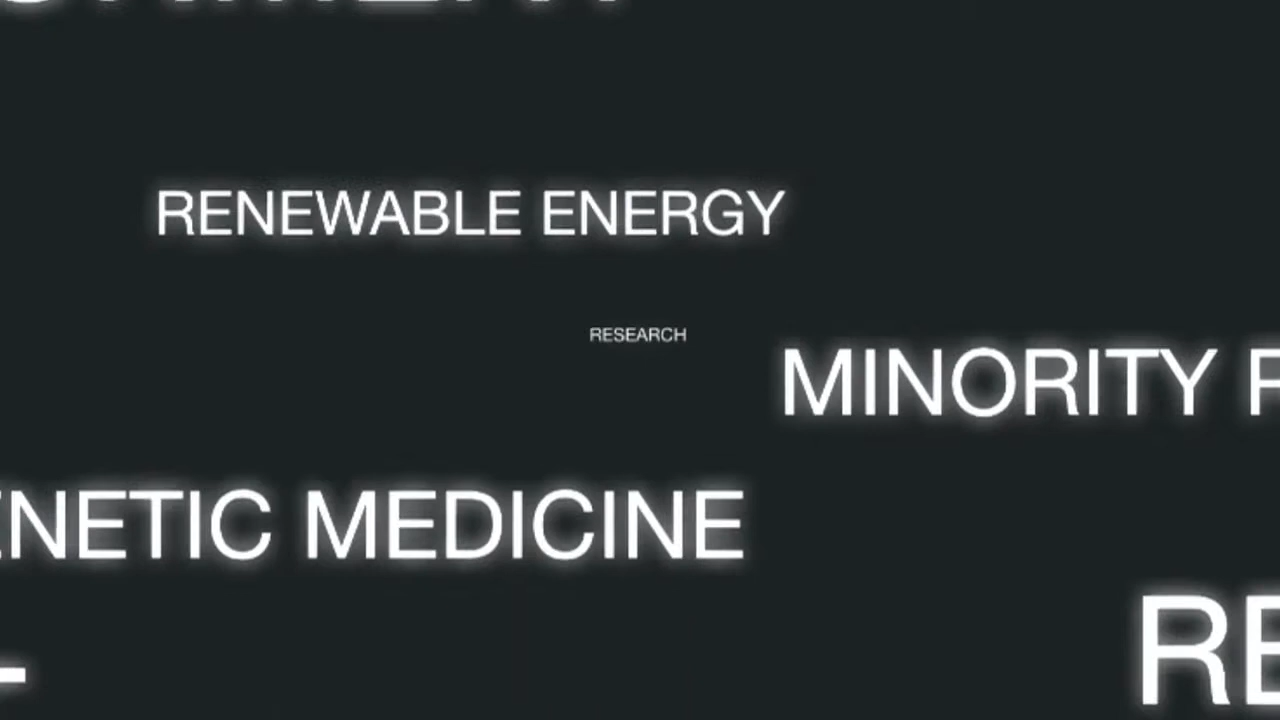 RENEWABLE ENERGY
RESEARCH
MINORITY
ENETIC MEDICINE
RE